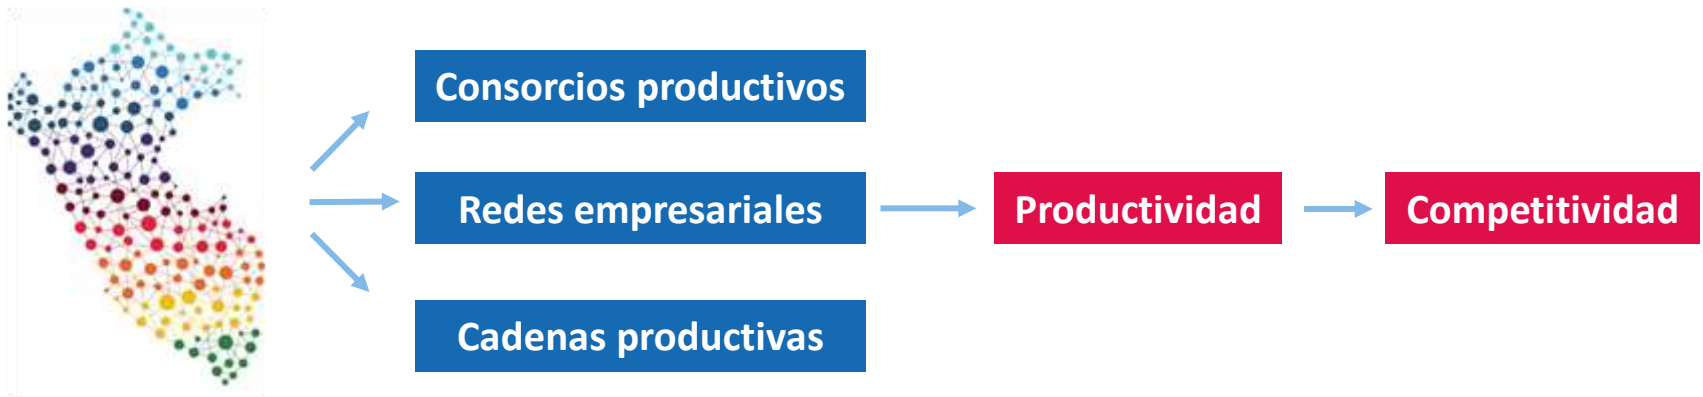 Consorcios productivos
Redes empresariales
Productividad
Competitividad
Cadenas productivas